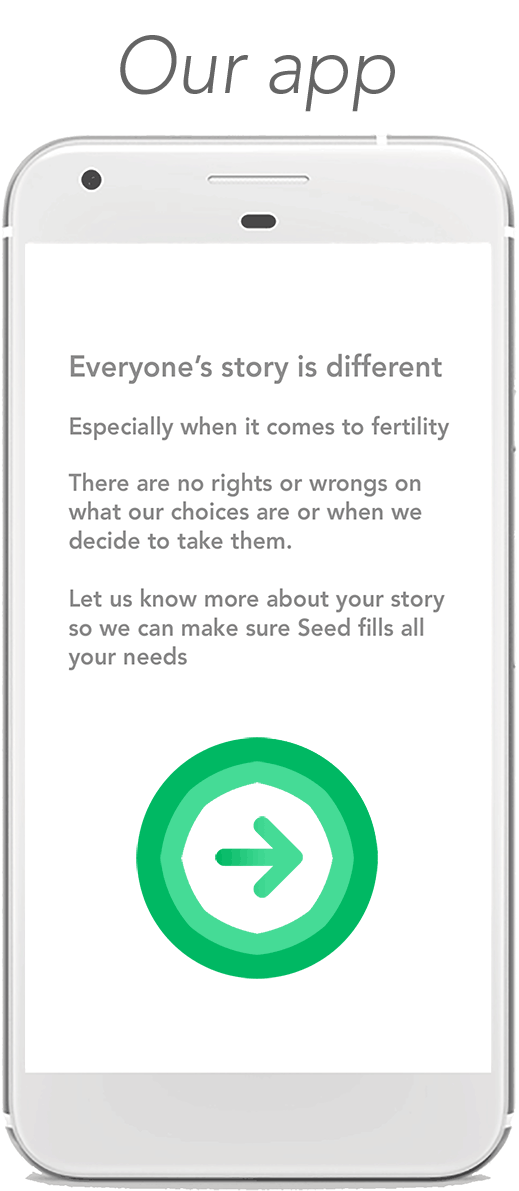 Our app
Everyone’s story is different
Especially when it comes to fertility
There are no rights or wrongs on
what our choices are or when we
decide to take them.
Let us know more about your story
so we can make sure Seed fills all
your needs